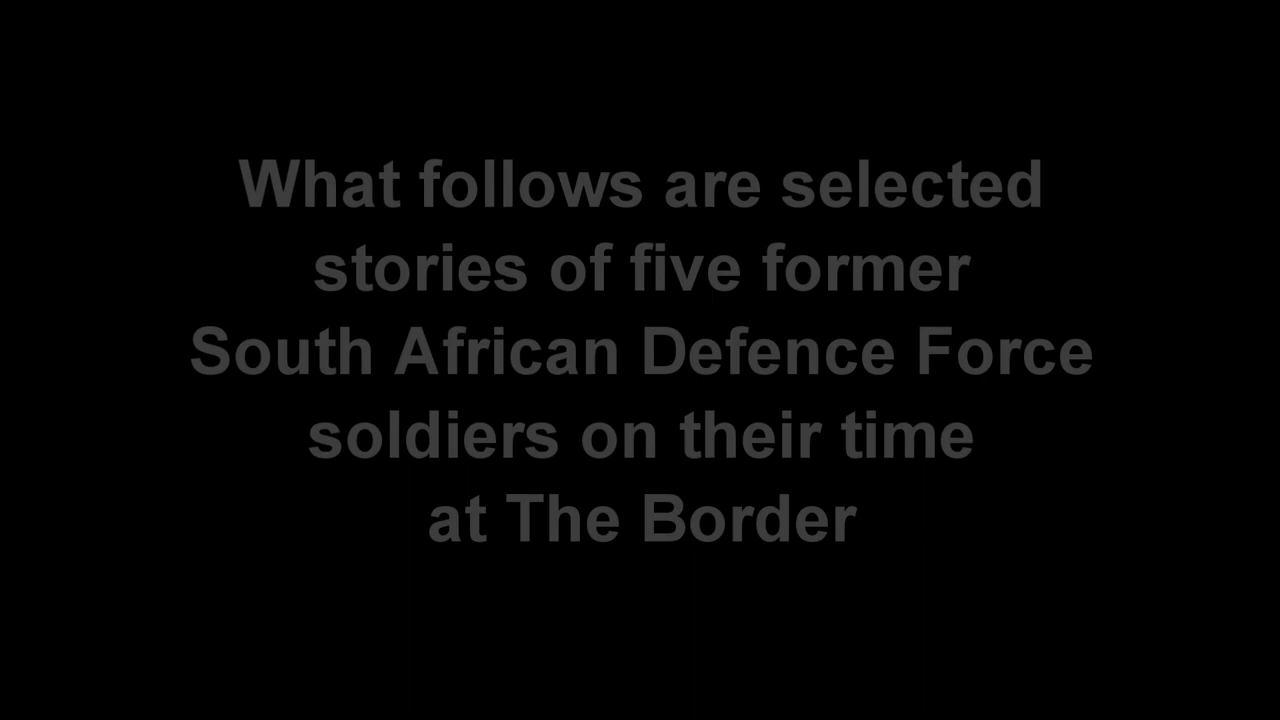 What follows are selected
stories of five former
South African Defence Force
soldiers on their time
at The Border